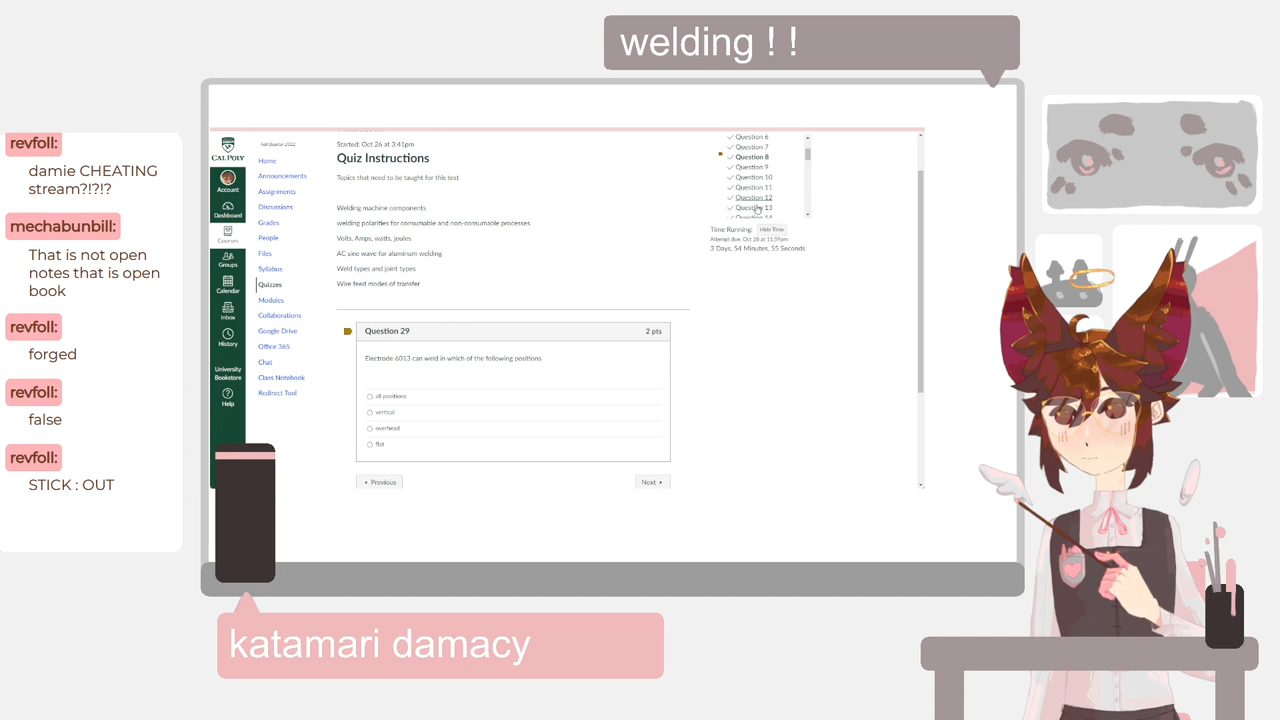 welding ! !
revfoll:
dannie CHEATING
stream?!?!?
mechabunbill:
That is not open
notes that is open
book
revfoll:
forged
revfoll:
false
revfoll:
STICK : OUT
CAL POLY
Account
Dashboard
Courses
Groups
Calendar
Inbox
History
University
Bookstore
Help
Fall Quarter 2022
Home
Announcements
Assignments
Discussions
Grades
People
Files
Syllabus
Quizzes
Modules
Collaborations
Google Drive
Office 365
Chat
Class Notebook
Redirect Tool
Started: Oct 26 at 3:41pm
Quiz Instructions
Topics that need to be taught for this test
Welding machine components
welding polarities for consumable and non-consumable processes
Volts, Amps, watts, joules
AC sine wave for aluminum welding
Weld types and joint types
Wire feed modes of transfer
Question 29 2 pts
Electrode 6013 can weld in which of the following positions
all positions
vertical
overhead
flat
Previous
Next
Question 6
Question 7
Question 8
Question 9
Question 10
Question 11
Question 12
Question 13
Question 14
Time Running: Hide Time
Attempt due: Oct 28 at 11:59pm
3 Days, 54 Minutes, 55 Seconds
katamari damacy